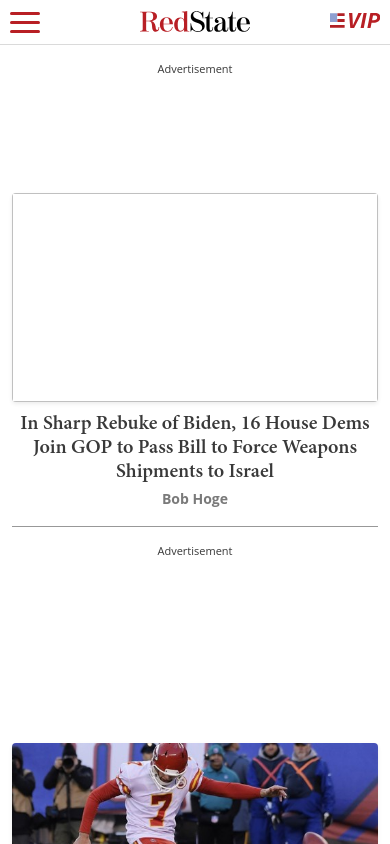 RedState
VIP
Advertisement
In Sharp Rebuke of Biden, 16 House Dems
Join GOP to Pass Bill to Force Weapons
Shipments to Israel
Bob Hoge
Advertisement
7